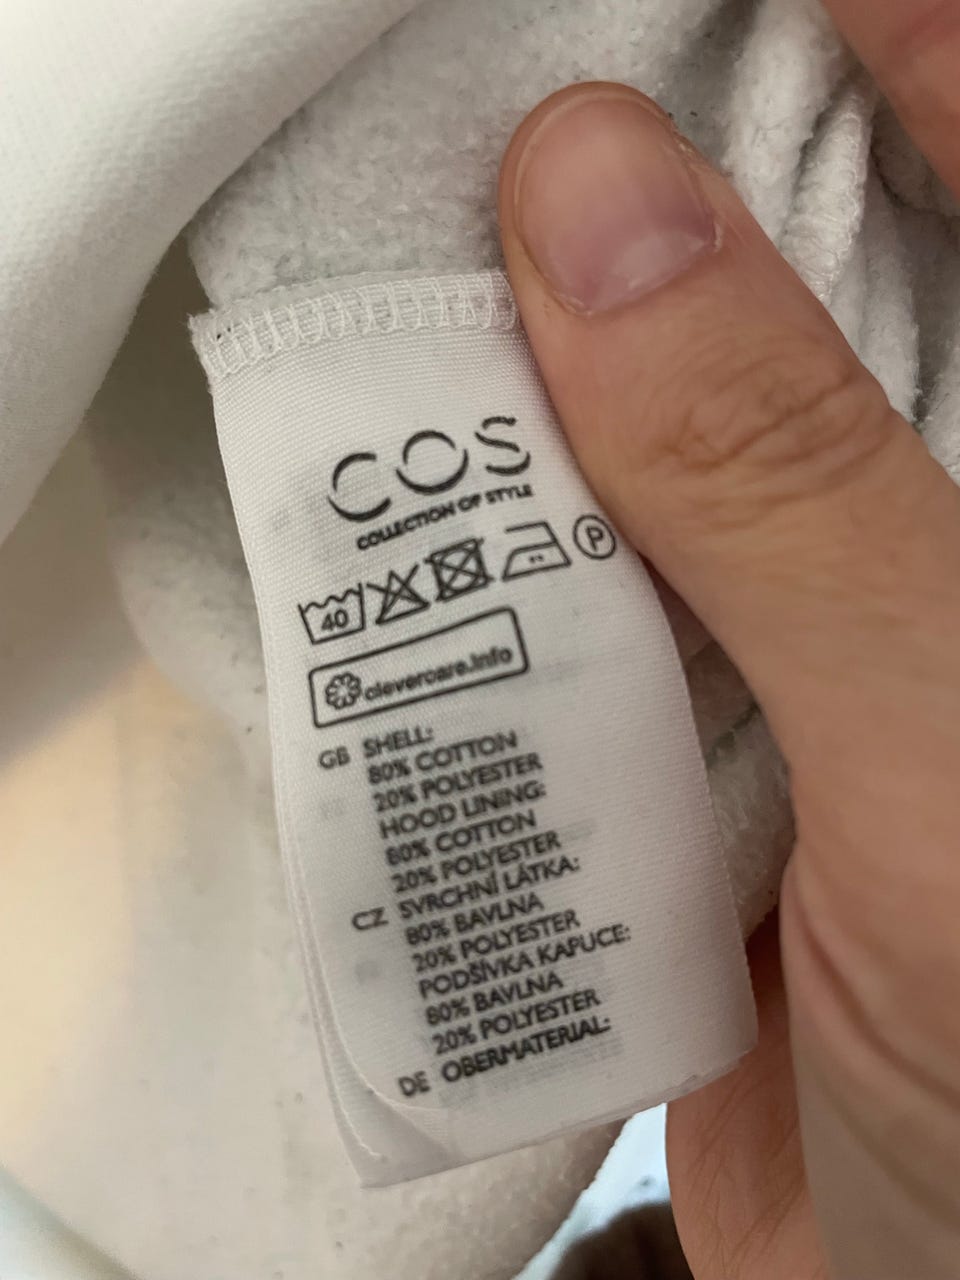 COS
COLLECTION OF STYLE
40
P
clevercare.info
GB SHELL:
80% COTTON
20% POLYESTER
HOOD LINING:
80% COTTON
20% POLYESTER
CZ SVRCHNÍ LÁTKA:
80% BAVLNA
20% POLYESTER
PODŠÍVKA KAPUCE:
80% BAVLNA
20% POLYESTER
DE OBERMATERIAL: